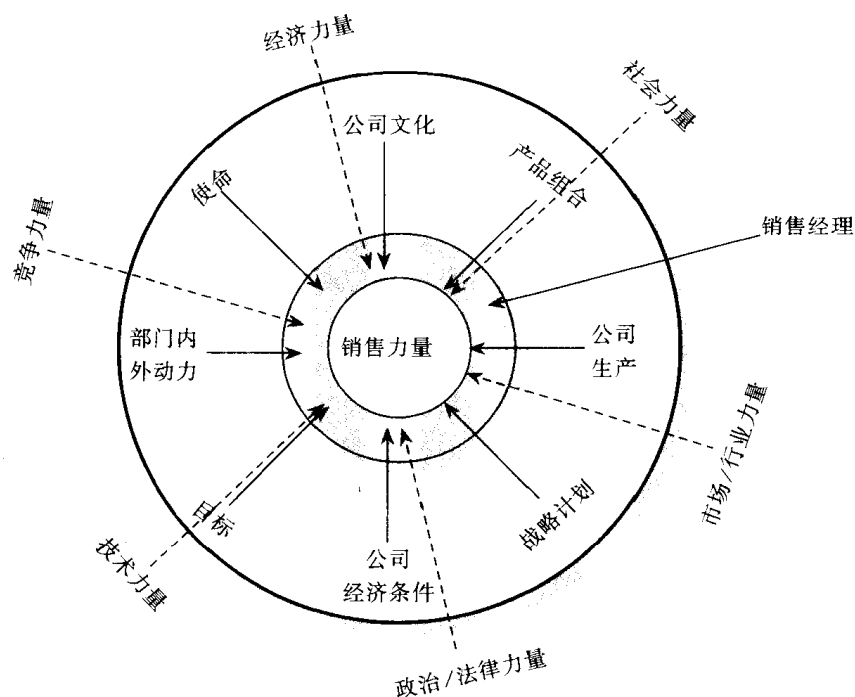 经济力量
社会力量
公司文化
产品组合
使命
销售经理
竞争力量
部门内
外动力
销售力量
公司
生产
市场/行业力量
战略计划
目标
技术力量
公司
经济条件
政治/法律力量